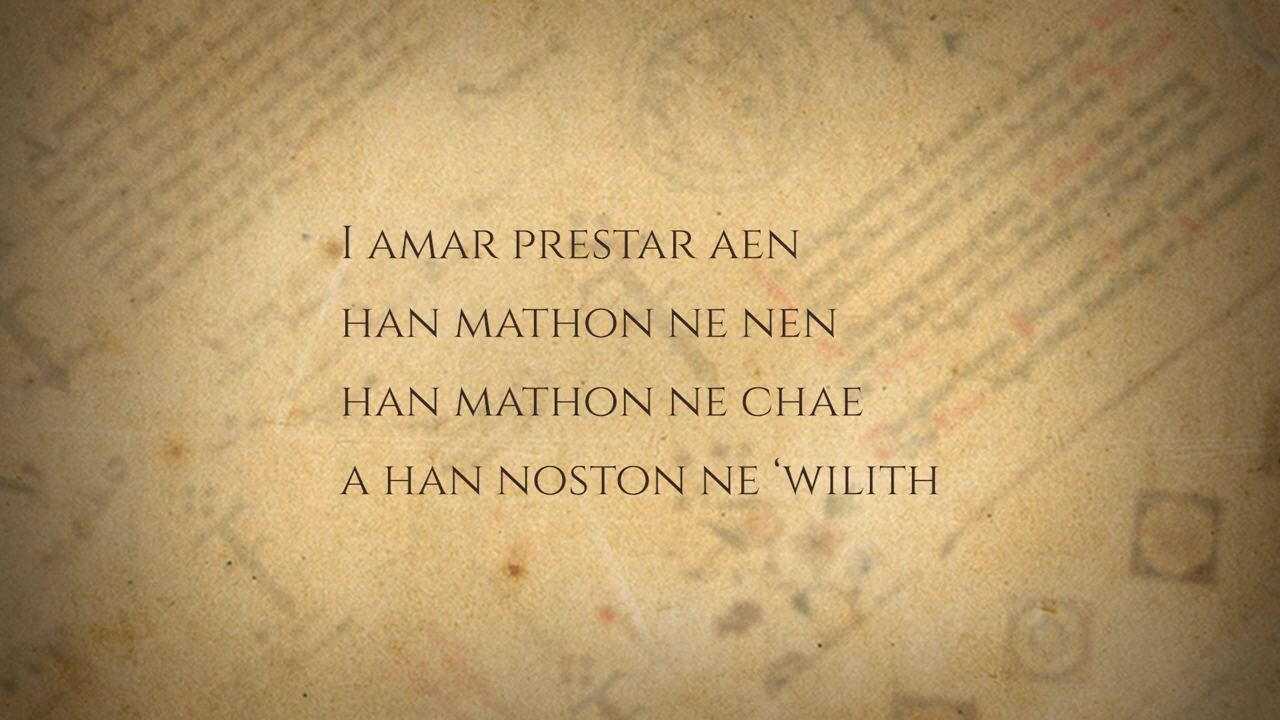 I AMAR PRESTAR AEN
HAN MATHON NE NEN
HAN MATHON NE CHAE
A HAN NOSTON NE ‘WILITH